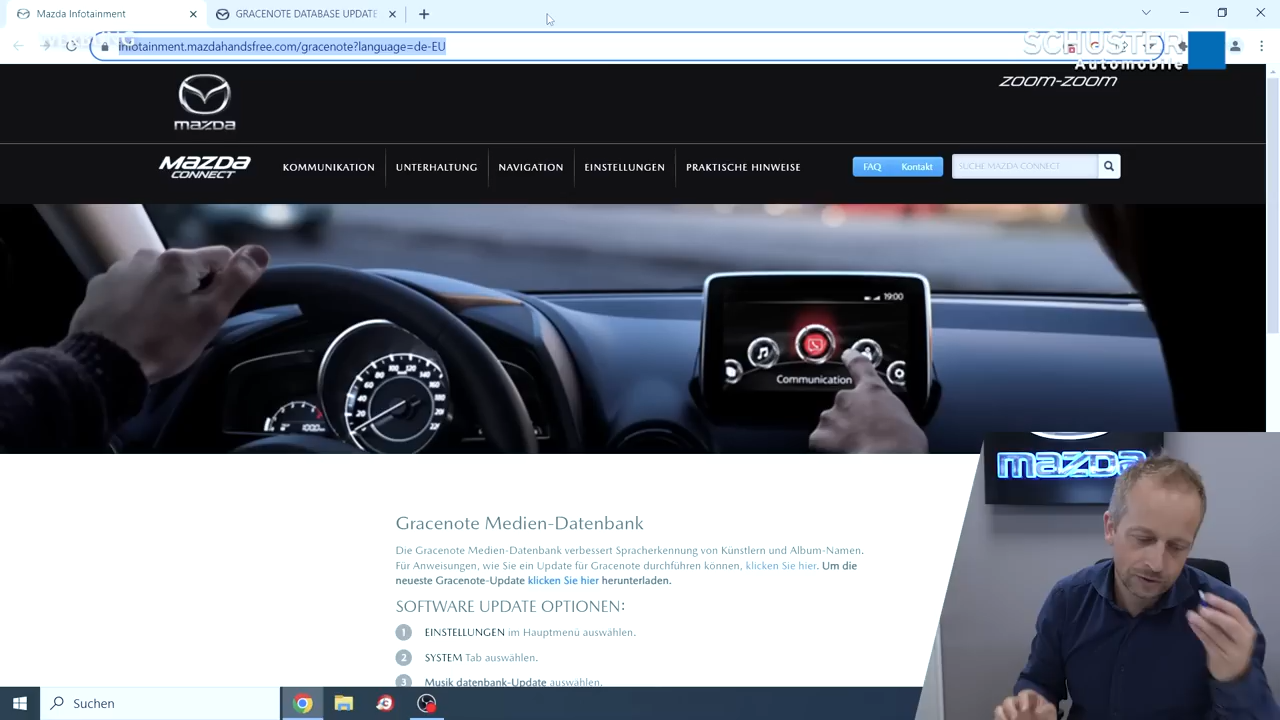 Mazda Infotainment
GRACENOTE DATABASE UPDATE
infotainment.mazdahandsfree.com/gracenote?language=de-EU
SCHUSTER
Automobile
zoom-zoom
mazda
mazda
CONNECT
KOMMUNIKATION
UNTERHALTUNG
NAVIGATION
EINSTELLUNGEN
PRAKTISCHE HINWEISE
FAQ
Kontakt
SUCHE MAZDA CONNECT
19:00
Communication
mazda
Gracenote Medien-Datenbank
Die Gracenote Medien-Datenbank verbessert Spracherkennung von Künstlern und Album-Namen.
Für Anweisungen, wie Sie ein Update für Gracenote durchführen können, klicken Sie hier. Um die
neueste Gracenote-Update klicken Sie hier herunterladen.
SOFTWARE UPDATE OPTIONEN:
1 EINSTELLUNGEN im Hauptmenü auswählen.
2 SYSTEM Tab auswählen.
3 Musik datenbank-Update auswählen.
Suchen